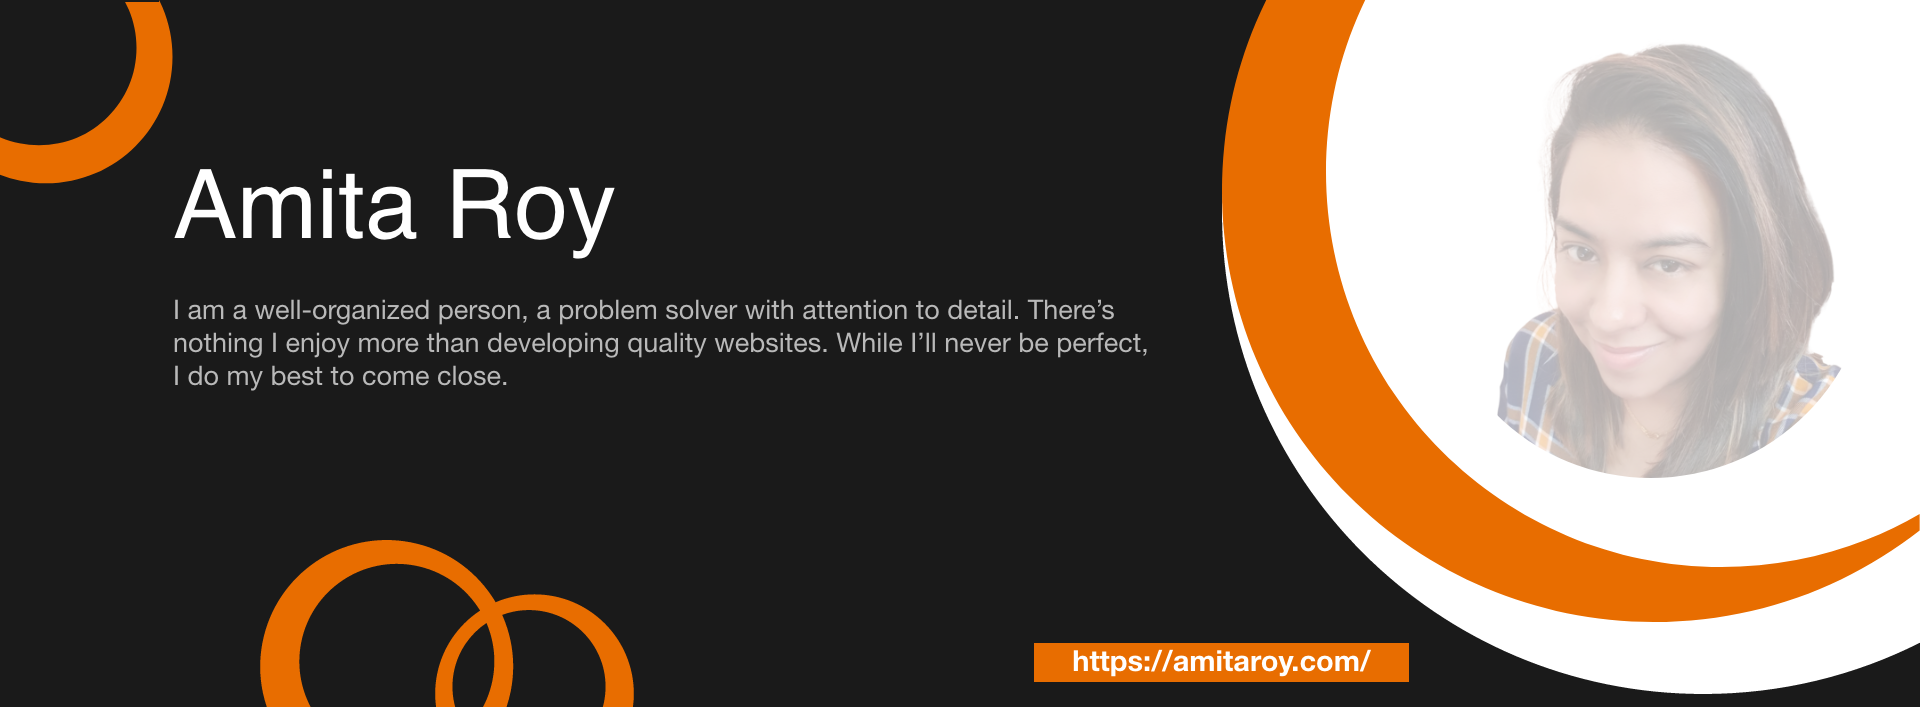 Amita Roy
I am a well-organized person, a problem solver with attention to detail. There’s
nothing I enjoy more than developing quality websites. While I’ll never be perfect,
I do my best to come close.
https://amitaroy.com/